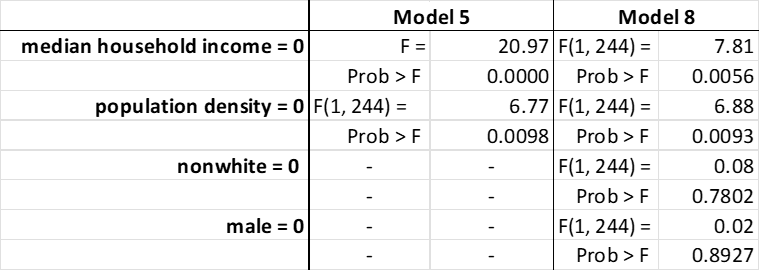 Model 5 Model 8
median household income = 0 F = 20.97 F(1, 244) = 7.81
Prob > F 0.0000 Prob > F 0.0056
population density = 0 F(1, 244) = 6.77 F(1, 244) = 6.88
Prob > F 0.0098 Prob > F 0.0093
nonwhite = 0 - - F(1, 244) = 0.08
- - Prob > F 0.7802
male = 0 - - F(1, 244) = 0.02
- - Prob > F 0.8927